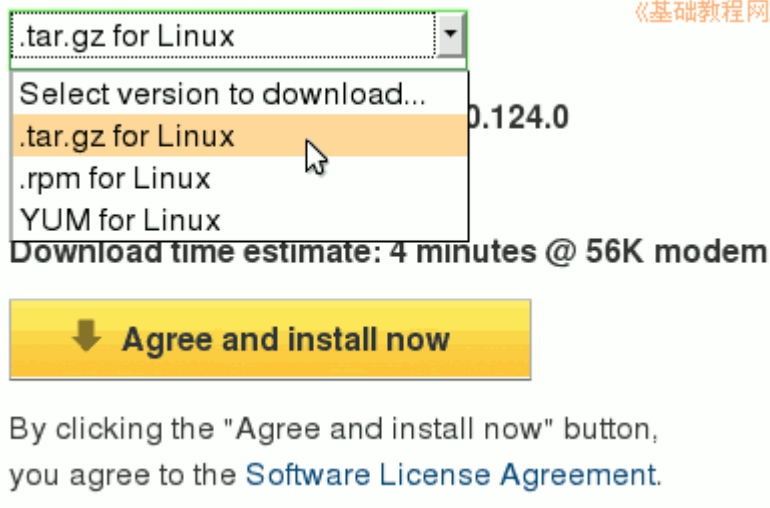 《基础教程网
.tar.gz for Linux
Select version to download...
.tar.gz for Linux
0.124.0
.rpm for Linux
YUM for Linux
Download time estimate: 4 minutes @ 56K modem
Agree and install now
By clicking the "Agree and install now" button,
you agree to the Software License Agreement.